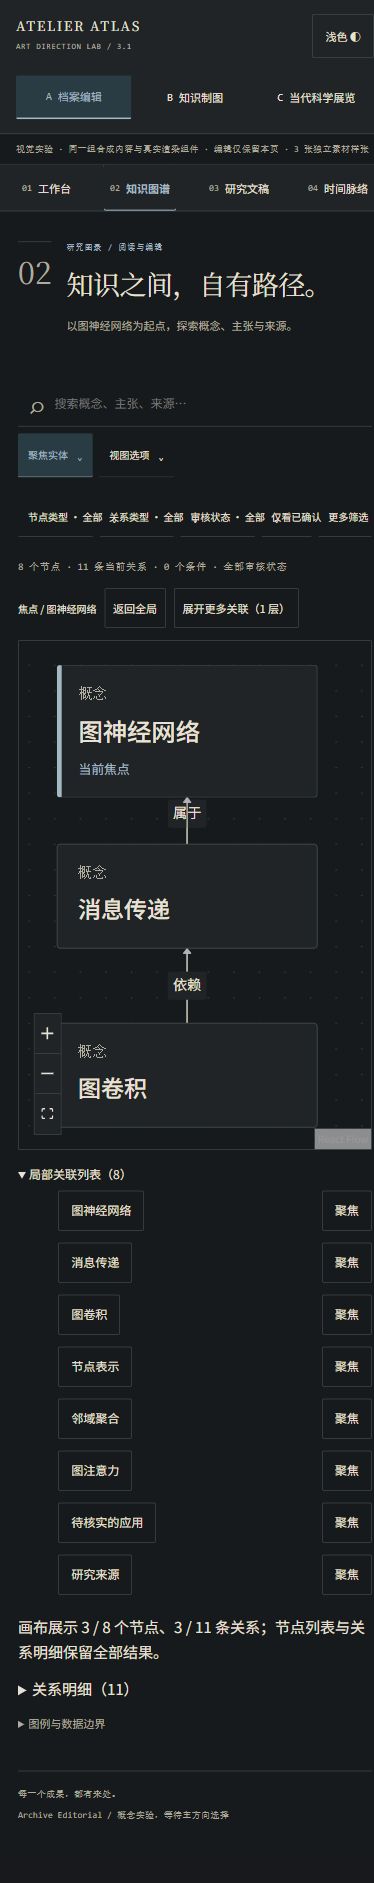 ATELIER ATLAS
ART DIRECTION LAB / 3.1
浅色
A 档案编辑
B 知识制图
C 当代科学展览
视觉实验 · 同一组合成内容与真实渲染组件 · 编辑仅保留本页 · 3 张独立素材样张
01 工作台
02 知识图谱
03 研究文稿
04 时间脉络
研究图录 / 阅读与编辑
02
知识之间，自有路径。
以图神经网络为起点，探索概念、主张与来源。
搜索概念、主张、来源…
聚焦实体
视图选项
节点类型 · 全部
关系类型 · 全部
审核状态 · 全部
仅看已确认
更多筛选
8 个节点 · 11 条当前关系 · 0 个条件 · 全部审核状态
焦点 / 图神经网络
返回全局
展开更多关联（1 层）
概念
图神经网络
当前焦点
属于
概念
消息传递
依赖
概念
图卷积
React Flow
▼ 局部关联列表（8）
图神经网络 聚焦
消息传递 聚焦
图卷积 聚焦
节点表示 聚焦
邻域聚合 聚焦
图注意力 聚焦
待核实的应用 聚焦
研究来源 聚焦
画布展示 3 / 8 个节点、3 / 11 条关系；节点列表与关
系明细保留全部结果。
▶ 关系明细（11）
▶ 图例与数据边界
每一个成果，都有来处。
Archive Editorial / 概念实验，等待主方向选择